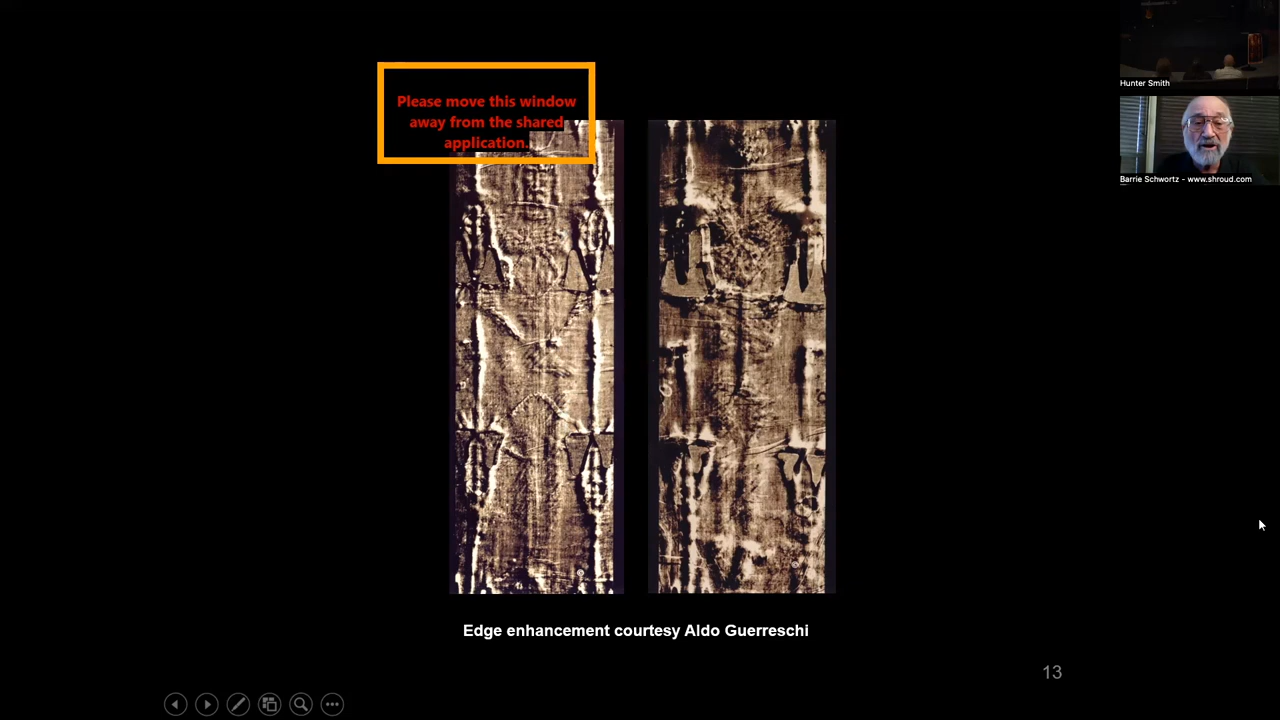 Please move this window
away from the shared
application.
Hunter Smith
Barrie Schwortz - www.shroud.com
Edge enhancement courtesy Aldo Guerreschi
13